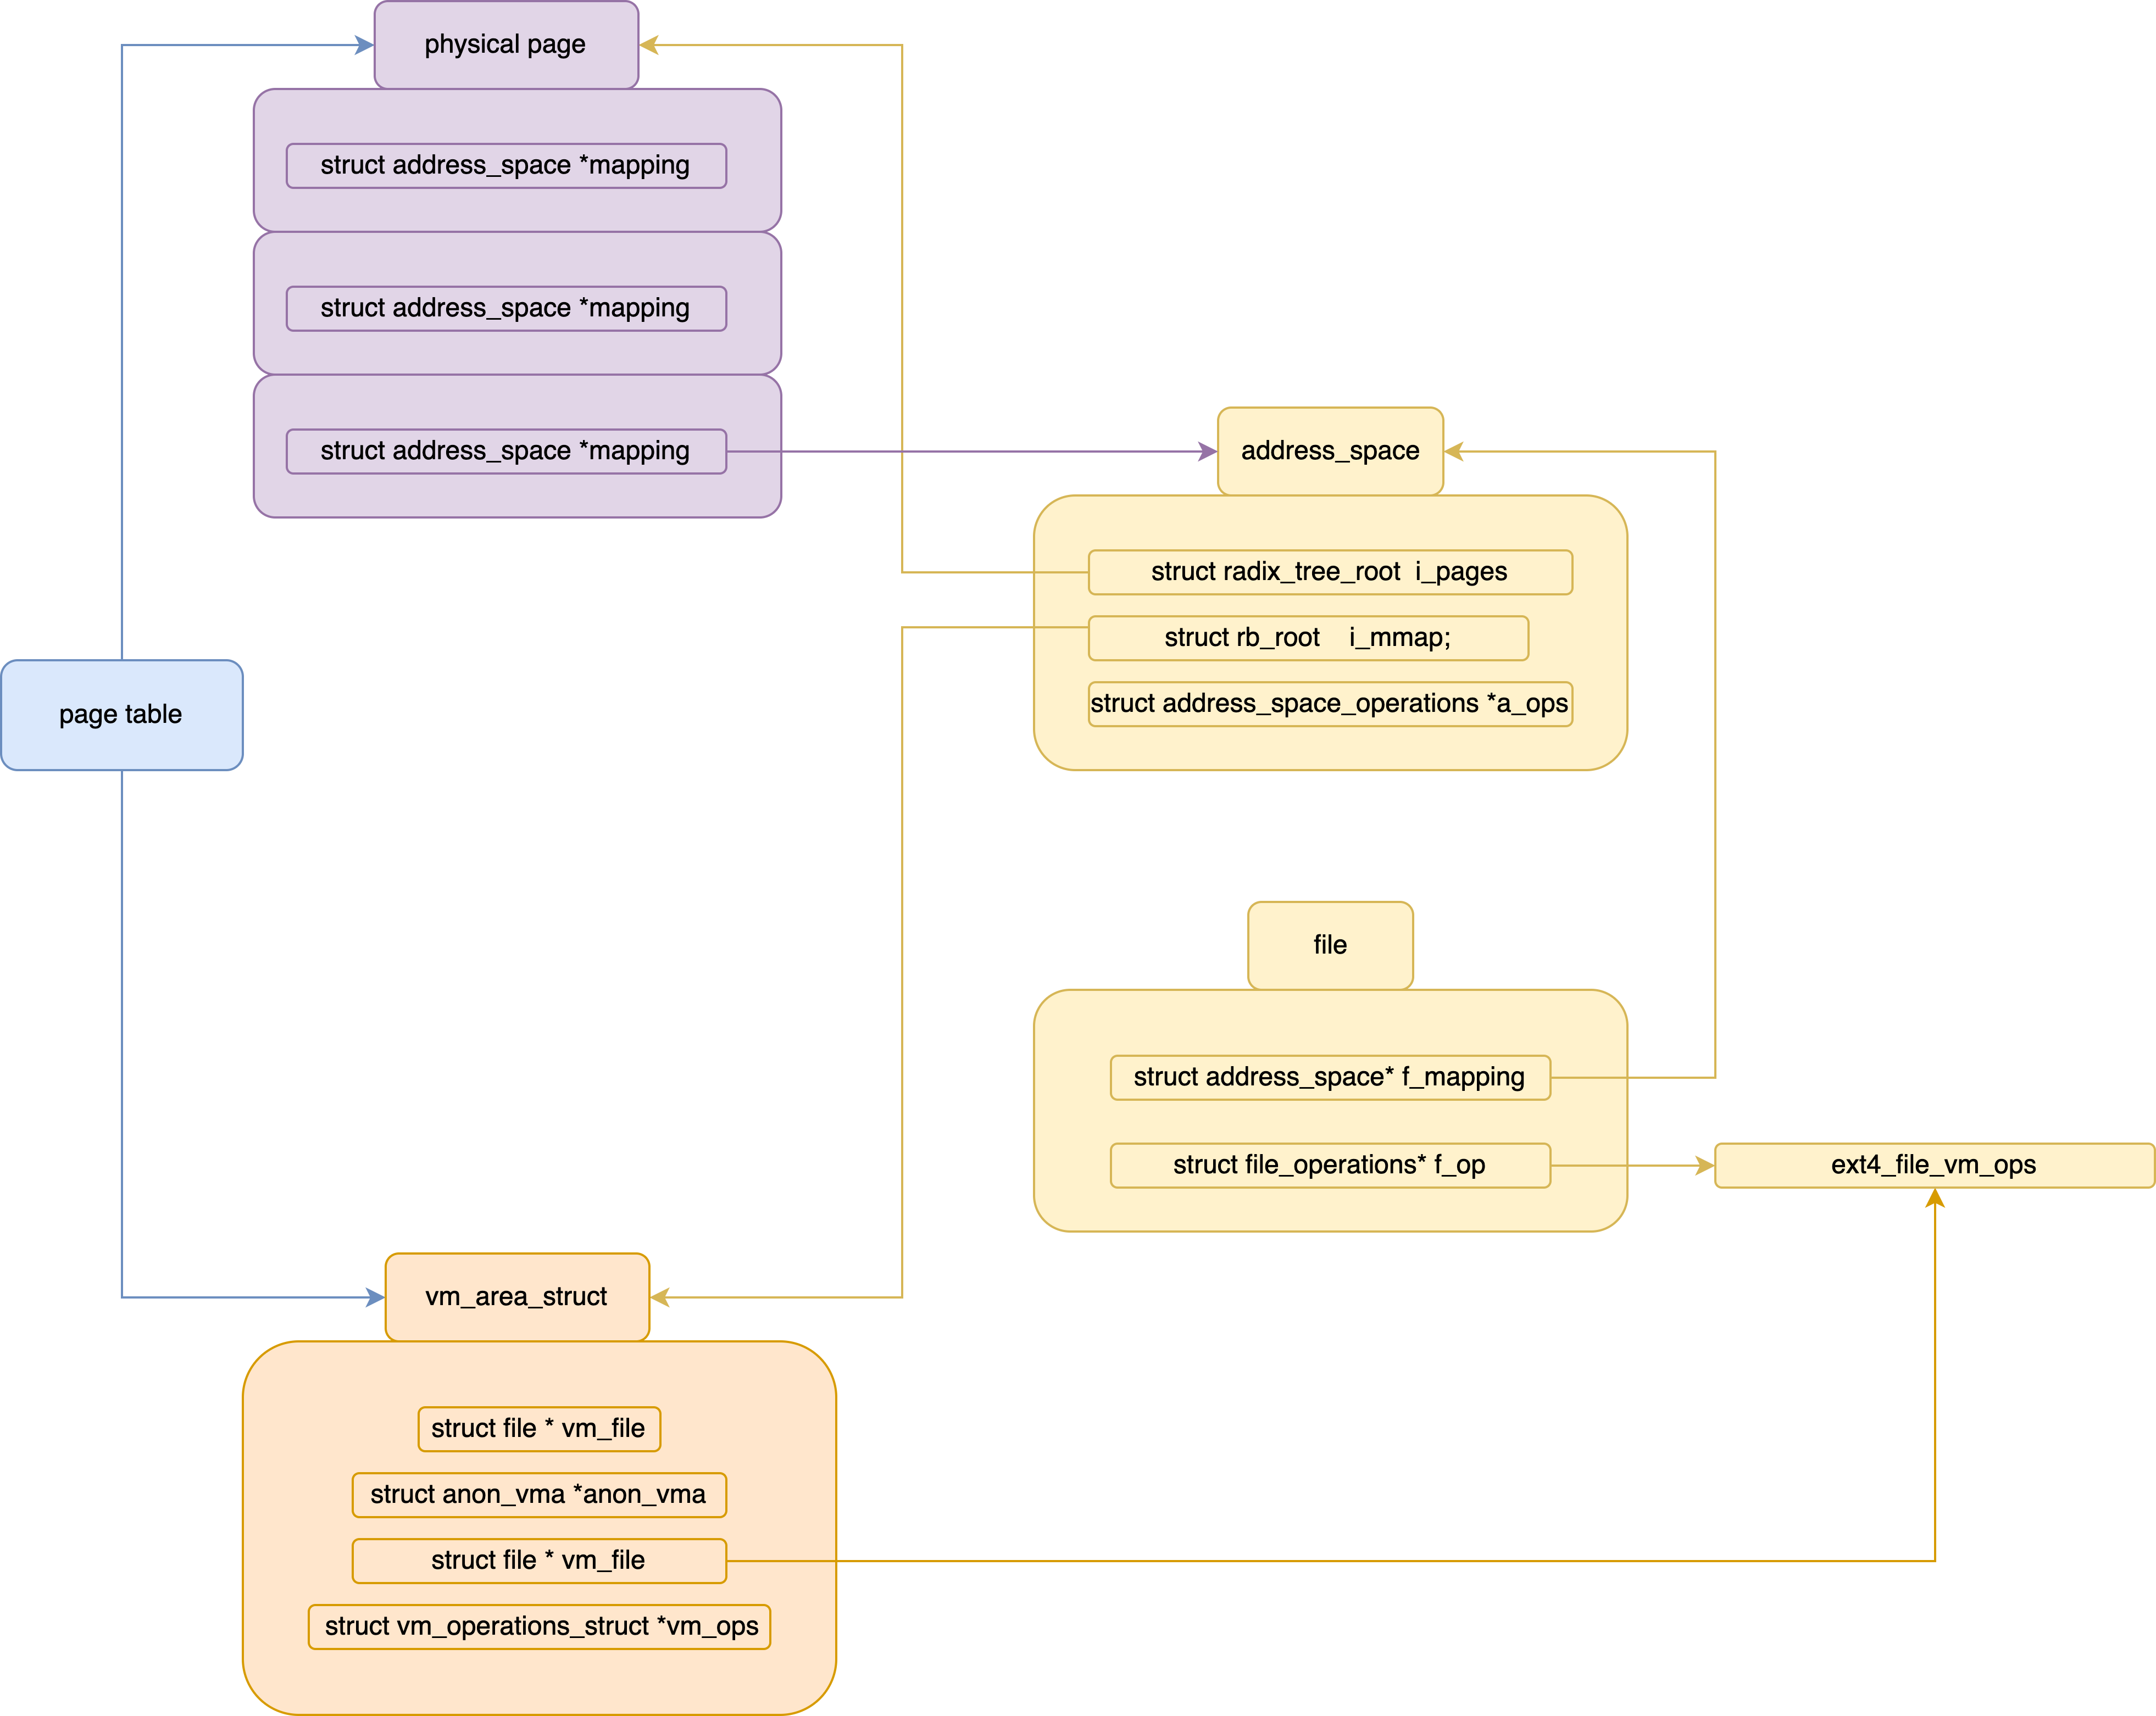 physical page
struct address_space *mapping
struct address_space *mapping
struct address_space *mapping
address_space
struct radix_tree_root i_pages
struct rb_root i_mmap;
struct address_space_operations *a_ops
page table
file
struct address_space* f_mapping
struct file_operations* f_op
ext4_file_vm_ops
vm_area_struct
struct file * vm_file
struct anon_vma *anon_vma
struct file * vm_file
struct vm_operations_struct *vm_ops